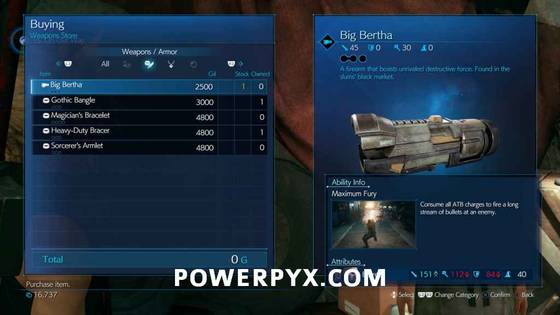 Buying
Weapons Store
Weapons / Armor
All
Item Gil Stock Owned
Big Bertha 2500 1 0
Gothic Bangle 3000 1
Magician's Bracelet 4800 0
Heavy-Duty Bracer 4800 0
Sorcerer's Armlet 4800 0
Total 0 G
Purchase item.
16,737
Big Bertha
45 0 30 0
A firearm that boasts unrivaled destructive force. Found in the
slums' black market.
Ability Info
Maximum Fury
Consume all ATB charges to fire a long
stream of bullets at an enemy.
Attributes
151 112 84 40
Select Change Category Confirm Back
POWERPYX.COM